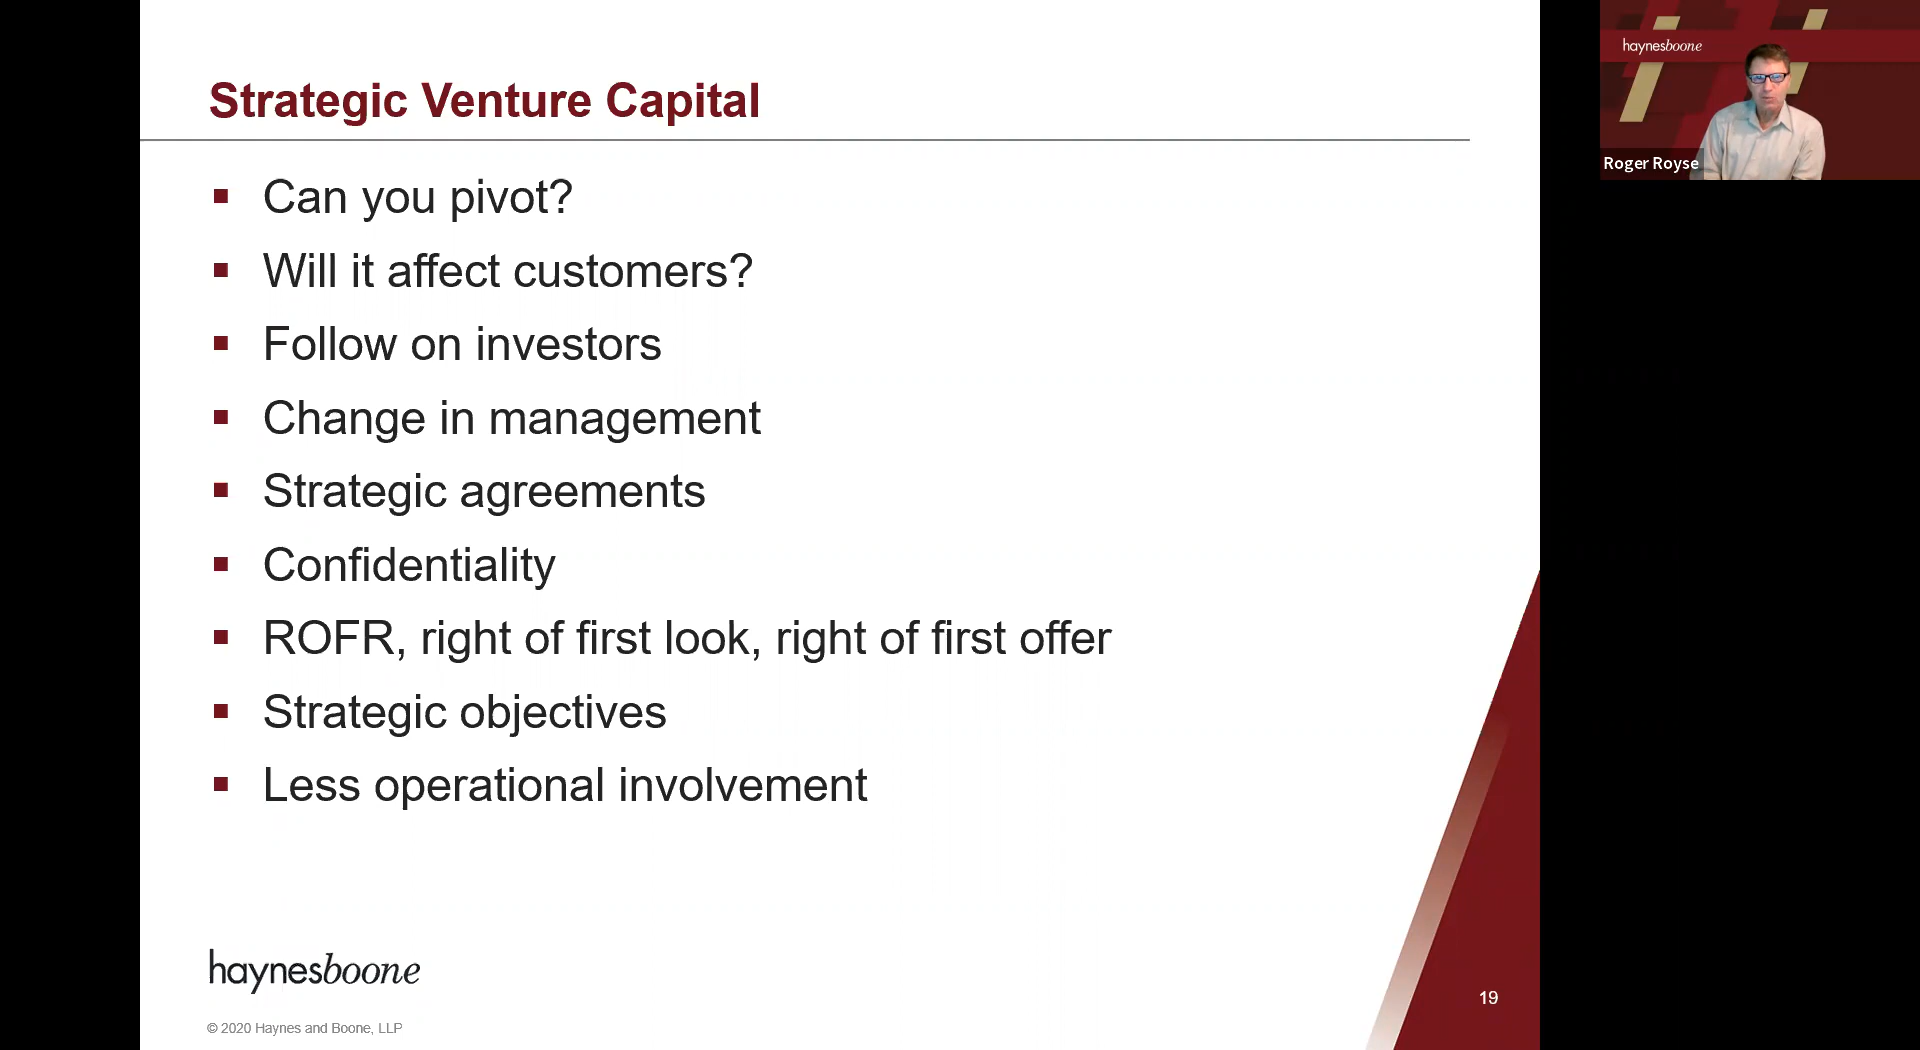 Strategic Venture Capital
Can you pivot?
Will it affect customers?
Follow on investors
Change in management
Strategic agreements
Confidentiality
ROFR, right of first look, right of first offer
Strategic objectives
Less operational involvement
haynesboone
© 2020 Haynes and Boone, LLP
19
haynesboone
Roger Royse